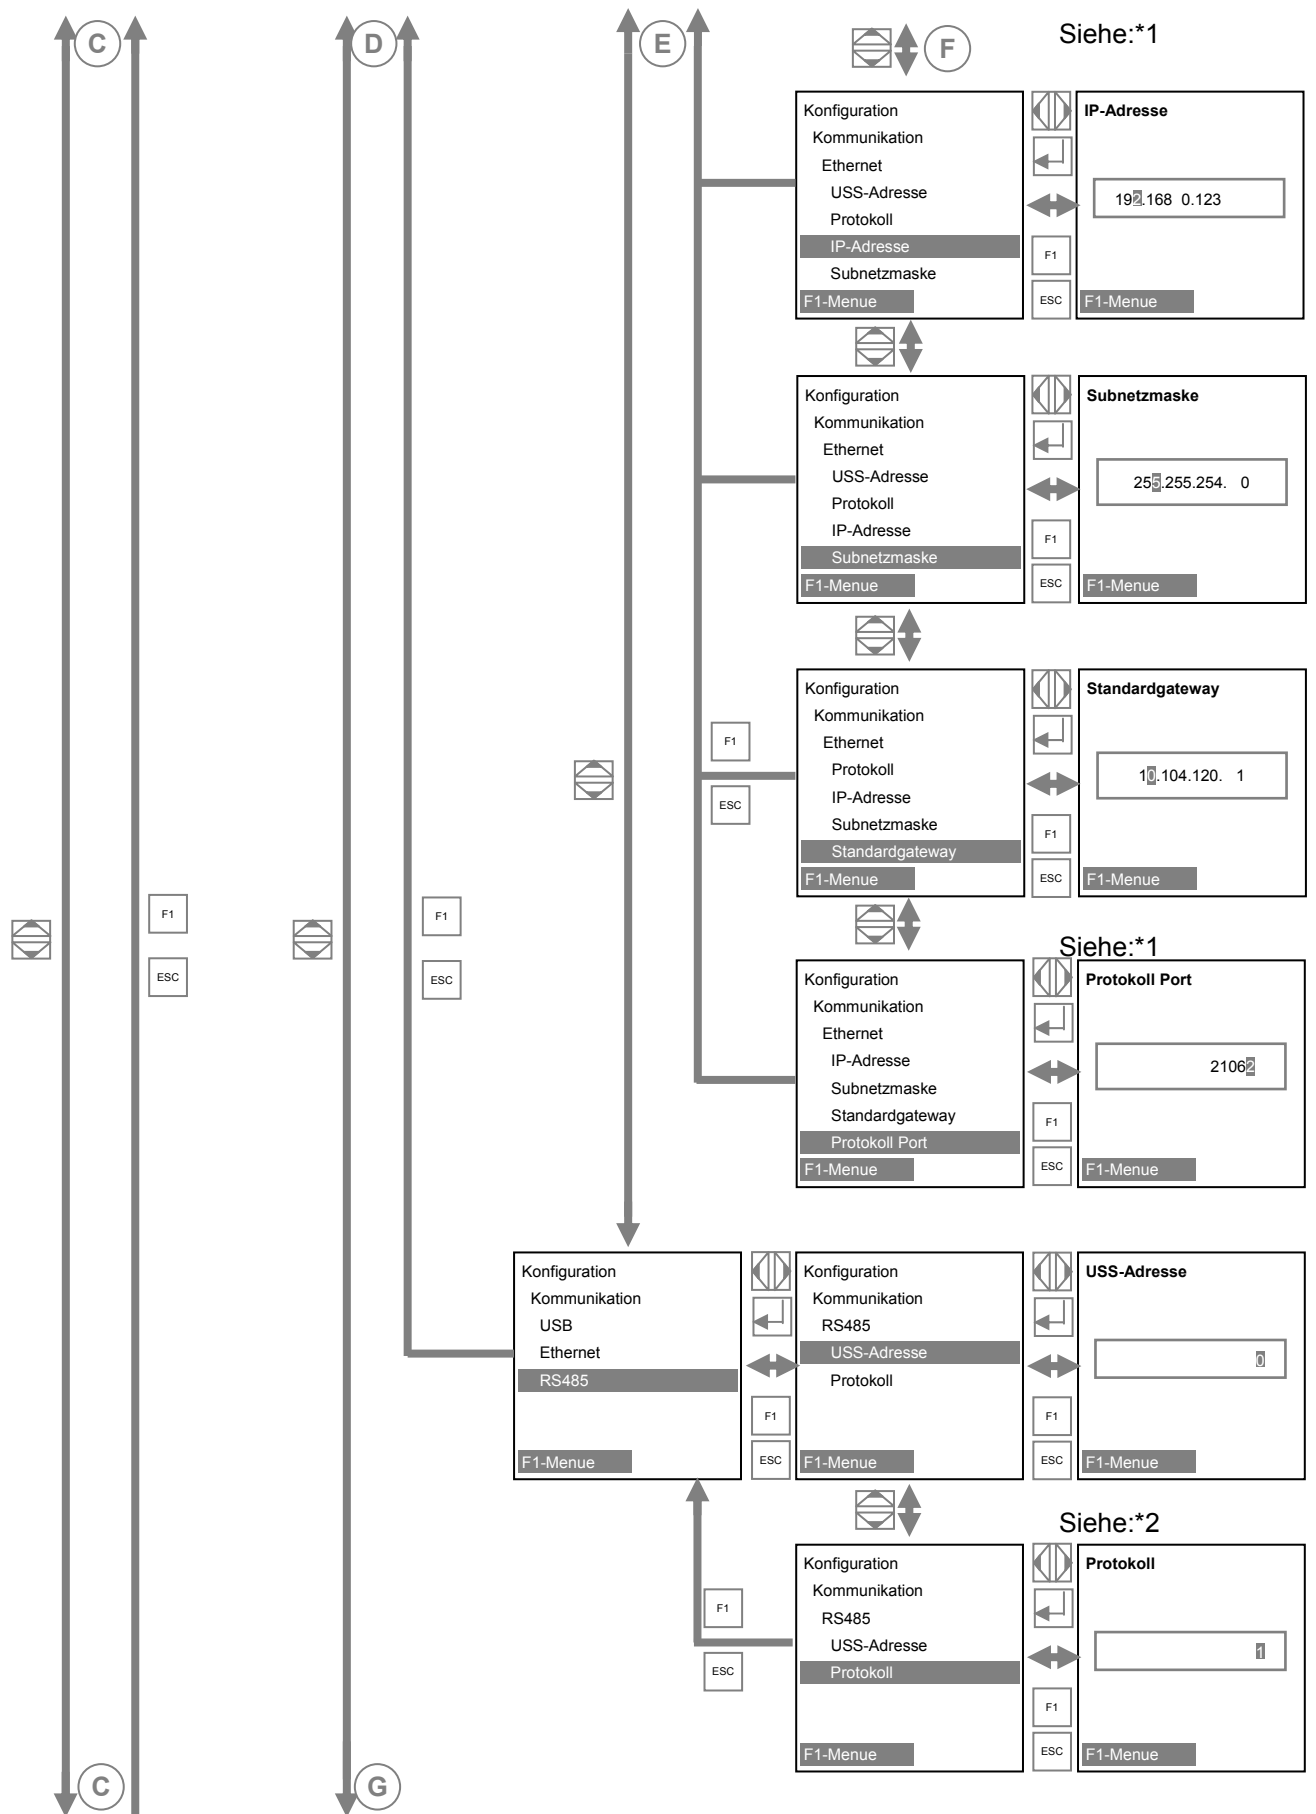 C
D
E
F
Siehe:*1
Konfiguration
Kommunikation
Ethernet
USS-Adresse
Protokoll
IP-Adresse
Subnetzmaske
F1-Menue
F1
ESC
IP-Adresse
192.168 0.123
F1-Menue
Konfiguration
Kommunikation
Ethernet
USS-Adresse
Protokoll
IP-Adresse
Subnetzmaske
F1-Menue
F1
ESC
Subnetzmaske
255.255.254. 0
F1-Menue
F1
ESC
Konfiguration
Kommunikation
Ethernet
Protokoll
IP-Adresse
Subnetzmaske
Standardgateway
F1-Menue
F1
ESC
Standardgateway
10.104.120. 1
F1-Menue
F1
ESC
F1
ESC
Siehe:*1
Konfiguration
Kommunikation
Ethernet
IP-Adresse
Subnetzmaske
Standardgateway
Protokoll Port
F1-Menue
F1
ESC
Protokoll Port
21062
F1-Menue
Konfiguration
Kommunikation
USB
Ethernet
RS485
F1-Menue
F1
ESC
Konfiguration
Kommunikation
RS485
USS-Adresse
Protokoll
F1-Menue
F1
ESC
USS-Adresse
0
F1-Menue
Siehe:*2
F1
ESC
Konfiguration
Kommunikation
RS485
USS-Adresse
Protokoll
F1-Menue
F1
ESC
Protokoll
1
F1-Menue
C
G